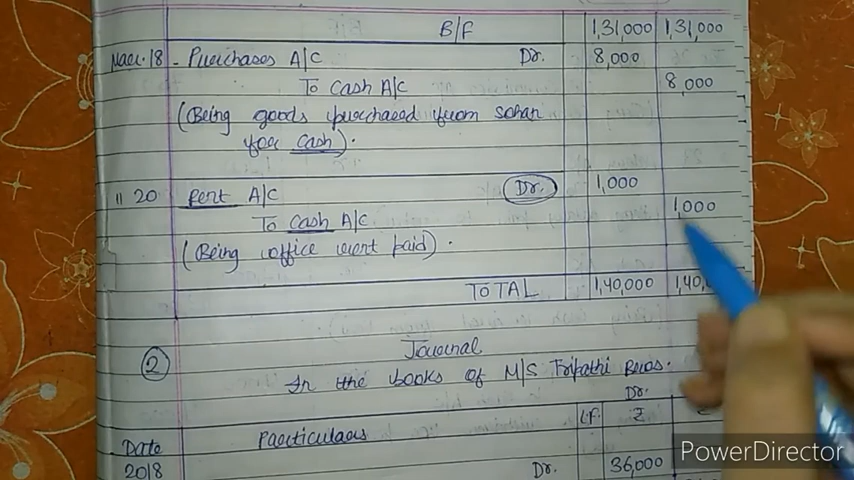 B/F 1,31,000 1,31,000
Mar. 18 - Purchases A/C Dr. 8,000
To Cash A/C 8,000
(Being goods purchased from sohan
for Cash).
" 20 Rent A/C Dr. 1,000
To Cash A/C 1,000
(Being office rent paid).
TOTAL 1,40,000 1,40,
2 Journal
In the books of M/S Tripathi Bros.
Dr.
Date Particulars L.F. ₹ ₹
2018 Dr. 36,000
PowerDirector